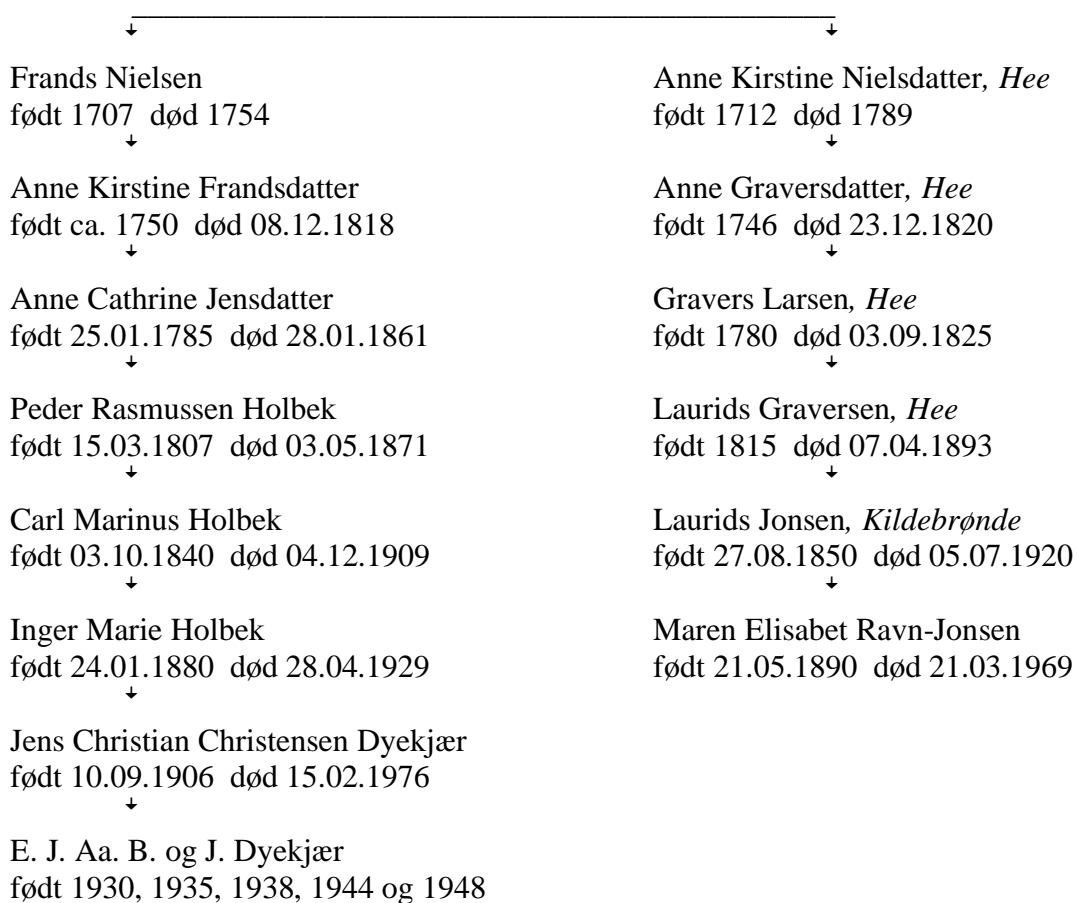 Frands Nielsen
født 1707 død 1754
Anne Kirstine Frandsdatter
født ca. 1750 død 08.12.1818
Anne Cathrine Jensdatter
født 25.01.1785 død 28.01.1861
Peder Rasmussen Holbek
født 15.03.1807 død 03.05.1871
Carl Marinus Holbek
født 03.10.1840 død 04.12.1909
Inger Marie Holbek
født 24.01.1880 død 28.04.1929
Jens Christian Christensen Dyekjær
født 10.09.1906 død 15.02.1976
E. J. Aa. B. og J. Dyekjær
født 1930, 1935, 1938, 1944 og 1948
Anne Kirstine Nielsdatter, Hee
født 1712 død 1789
Anne Graversdatter, Hee
født 1746 død 23.12.1820
Gravers Larsen, Hee
født 1780 død 03.09.1825
Laurids Graversen, Hee
født 1815 død 07.04.1893
Laurids Jonsen, Kildebrønde
født 27.08.1850 død 05.07.1920
Maren Elisabet Ravn-Jonsen
født 21.05.1890 død 21.03.1969